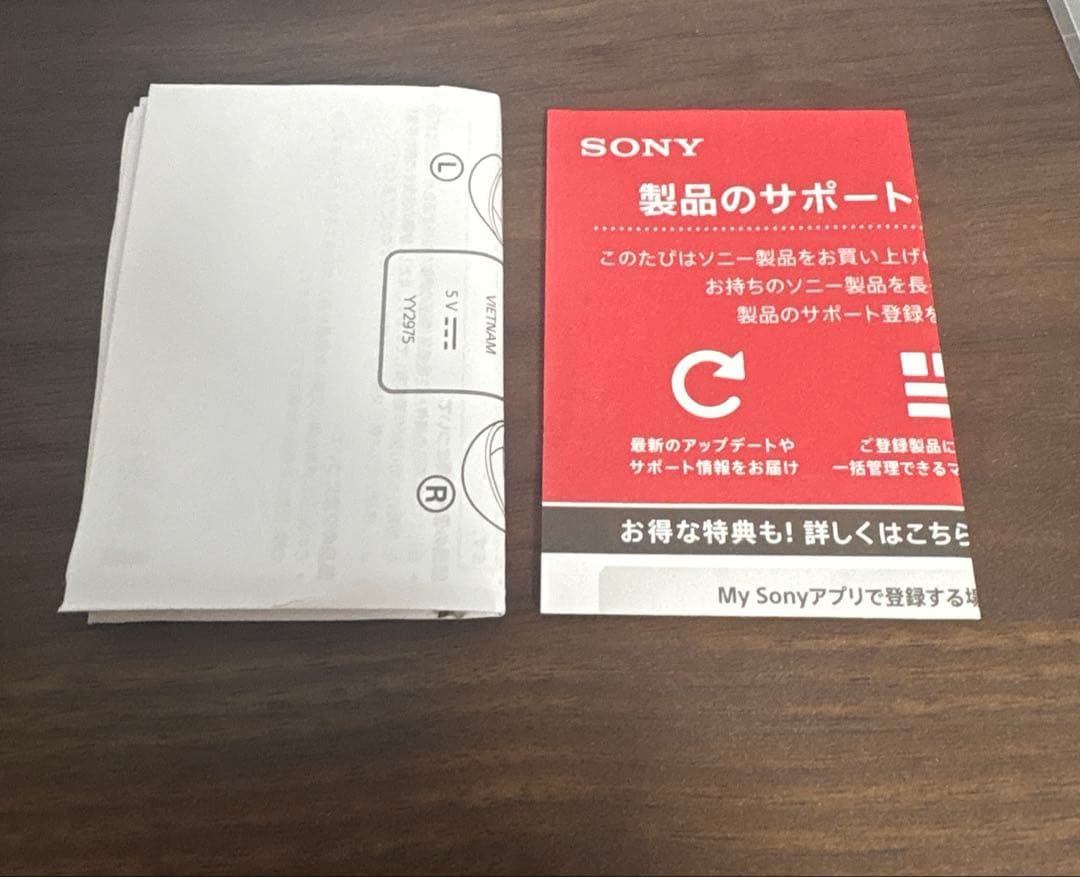 L
VIETNAM
5 V
YY2975
R
SONY
製品のサポート
このたびはソニー製品をお買い上げ
お持ちのソニー製品を長
製品のサポート登録を
最新のアップデートや
サポート情報をお届け
ご登録製品に
一括管理できるマ
お得な特典も! 詳しくはこちら
My Sonyアプリで登録する場